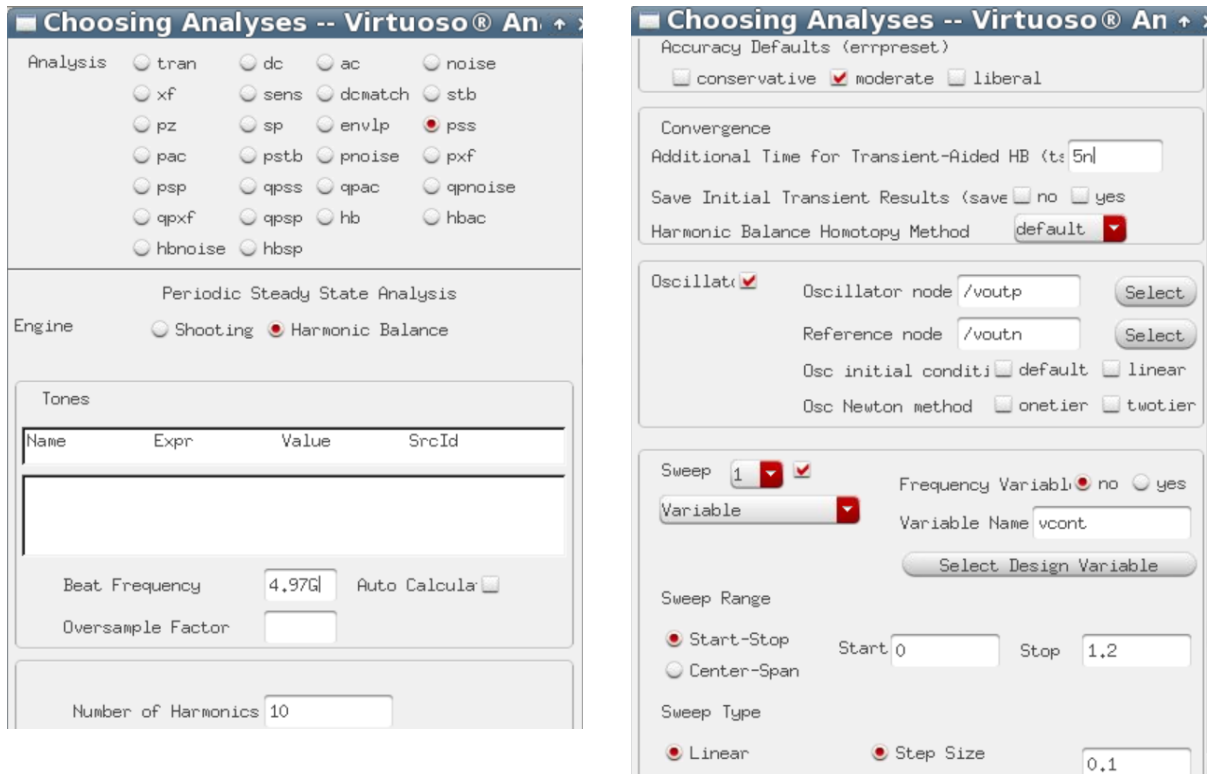 Choosing Analyses -- Virtuoso® An
Analysis tran dc ac noise
xf sens dcmatch stb
pz sp envlp pss
pac pstb pnoise pxf
psp qpss qpac qpnoise
qpxf qpsp hb hbac
hbnoise hbsp
Periodic Steady State Analysis
Engine Shooting Harmonic Balance
Tones
Name Expr Value SrcId
Beat Frequency 4.97G Auto Calcula
Oversample Factor
Number of Harmonics 10
Choosing Analyses -- Virtuoso® An
Accuracy Defaults (errpreset)
conservative moderate liberal
Convergence
Additional Time for Transient-Aided HB (ts 5n
Save Initial Transient Results (save no yes
Harmonic Balance Homotopy Method default
Oscillat
Oscillator node /voutp Select
Reference node /voutn Select
Osc initial conditi default linear
Osc Newton method onetier twotier
Sweep 1 Frequency Variabl no yes
Variable
Variable Name vcont
Select Design Variable
Sweep Range
Start-Stop Start 0 Stop 1.2
Center-Span
Sweep Type
Linear Step Size 0.1